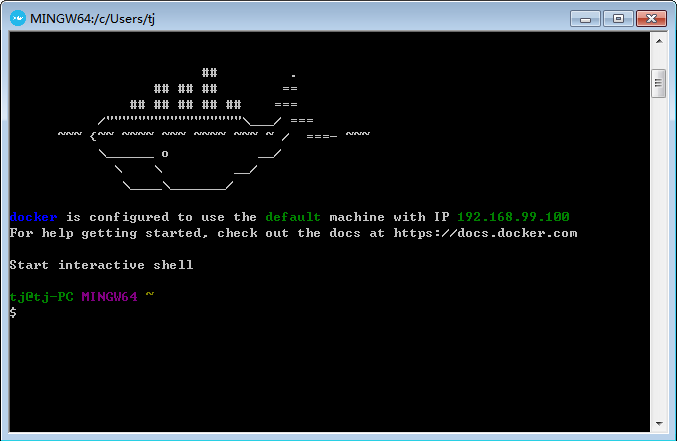 MINGW64:/c/Users/tj
                        ##         .
                  ## ## ##        ==
               ## ## ## ## ##    ===
           /"""""""""""""""""\___/ ===
      ~~~ {~~ ~~~~ ~~~ ~~~~ ~~~ ~ /  ===- ~~~
           \______ o           __/
             \    \         __/
              \____\_______/
docker is configured to use the default machine with IP 192.168.99.100
For help getting started, check out the docs at https://docs.docker.com
Start interactive shell
tj@tj-PC MINGW64 ~
$